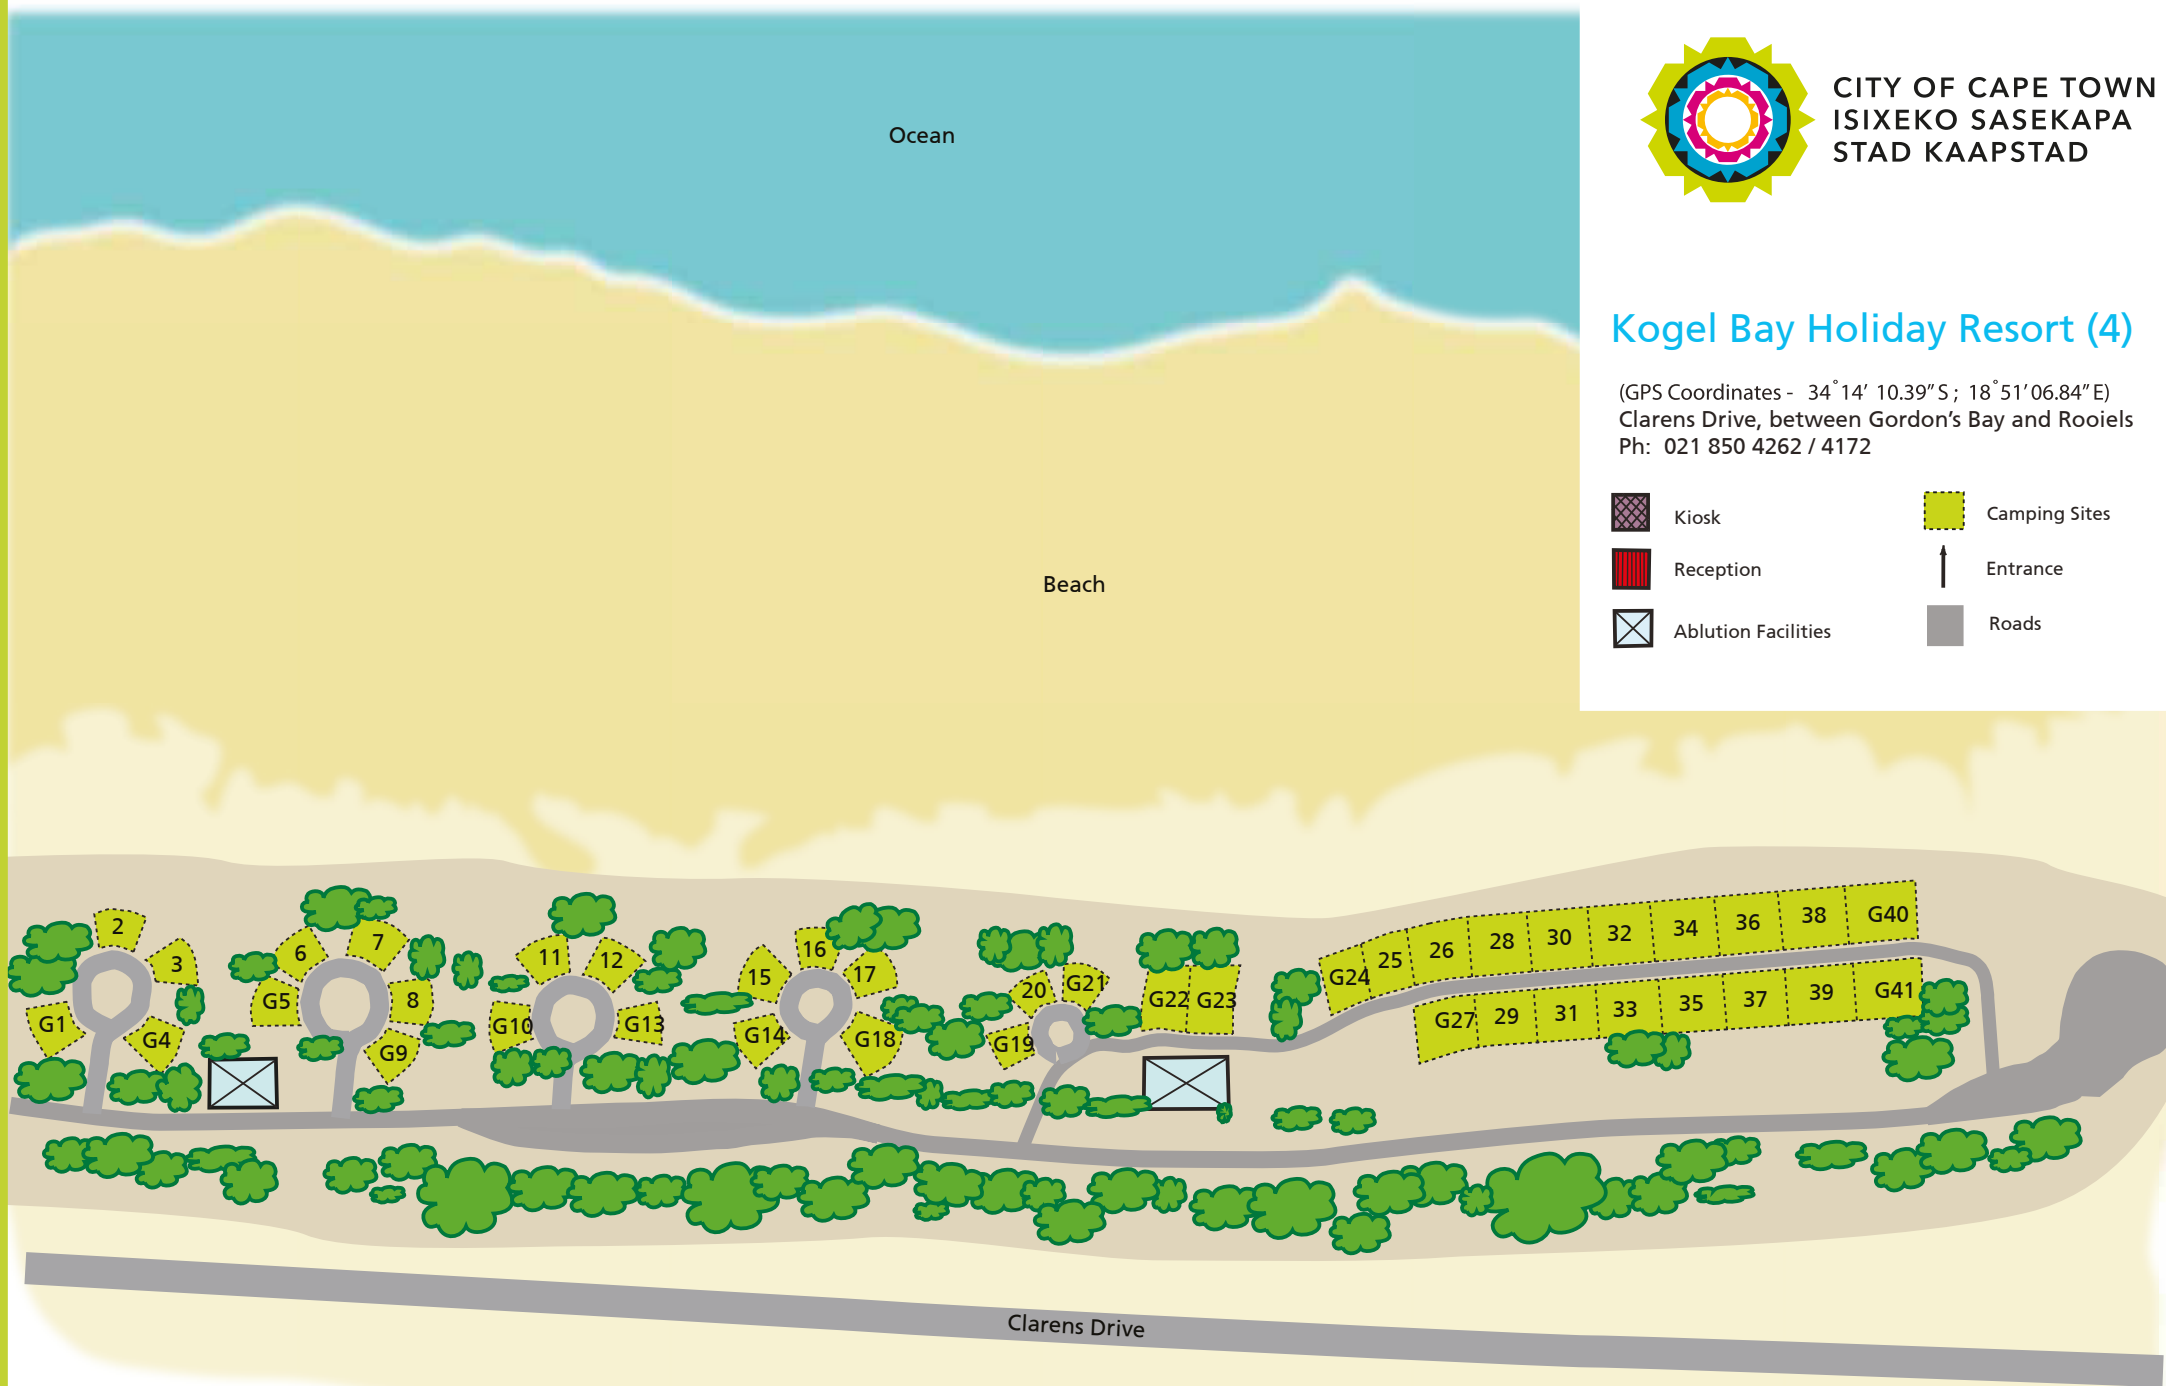 CITY OF CAPE TOWN
ISIXEKO SASEKAPA
STAD KAAPSTAD
Ocean
Kogel Bay Holiday Resort (4)
(GPS Coordinates - 34˚14′ 10.39″ S ; 18˚51′ 06.84″ E)
Clarens Drive, between Gordon's Bay and Rooiels
Ph: 021 850 4262 / 4172
Kiosk
Camping Sites
Reception
Entrance
Ablution Facilities
Roads
Beach
G1
2
3
G4
G5
6
7
8
G9
G10
11
12
G13
G14
15
16
17
G18
G19
20
G21
G22
G23
G24
25
26
28
30
32
34
36
38
G40
G27
29
31
33
35
37
39
G41
Clarens Drive